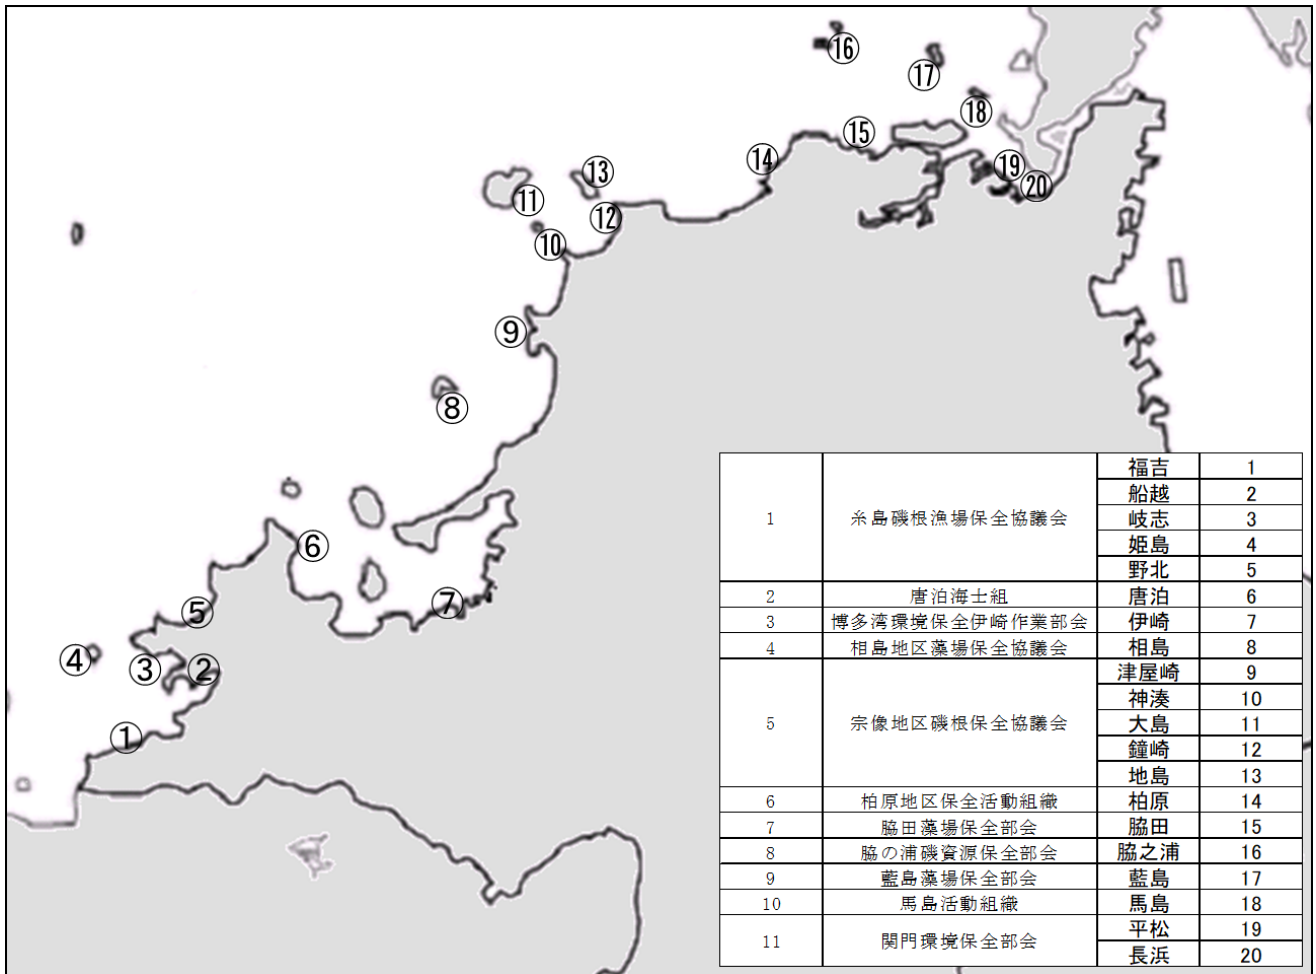 ⑯
⑰
⑱
⑮
⑭
⑲
⑳
⑬
⑪
⑫
⑩
⑨
⑧
⑥
⑦
⑤
④
③
②
①
1 糸島磯根漁場保全協議会 福吉 1
船越 2
岐志 3
姫島 4
野北 5
2 唐泊海士組 唐泊 6
3 博多湾環境保全伊崎作業部会 伊崎 7
4 相島地区藻場保全協議会 相島 8
5 宗像地区磯根保全協議会 津屋崎 9
神湊 10
大島 11
鐘崎 12
地島 13
6 柏原地区保全活動組織 柏原 14
7 脇田藻場保全部会 脇田 15
8 脇の浦磯資源保全部会 脇之浦 16
9 藍島藻場保全部会 藍島 17
10 馬島活動組織 馬島 18
11 関門環境保全部会 平松 19
長浜 20